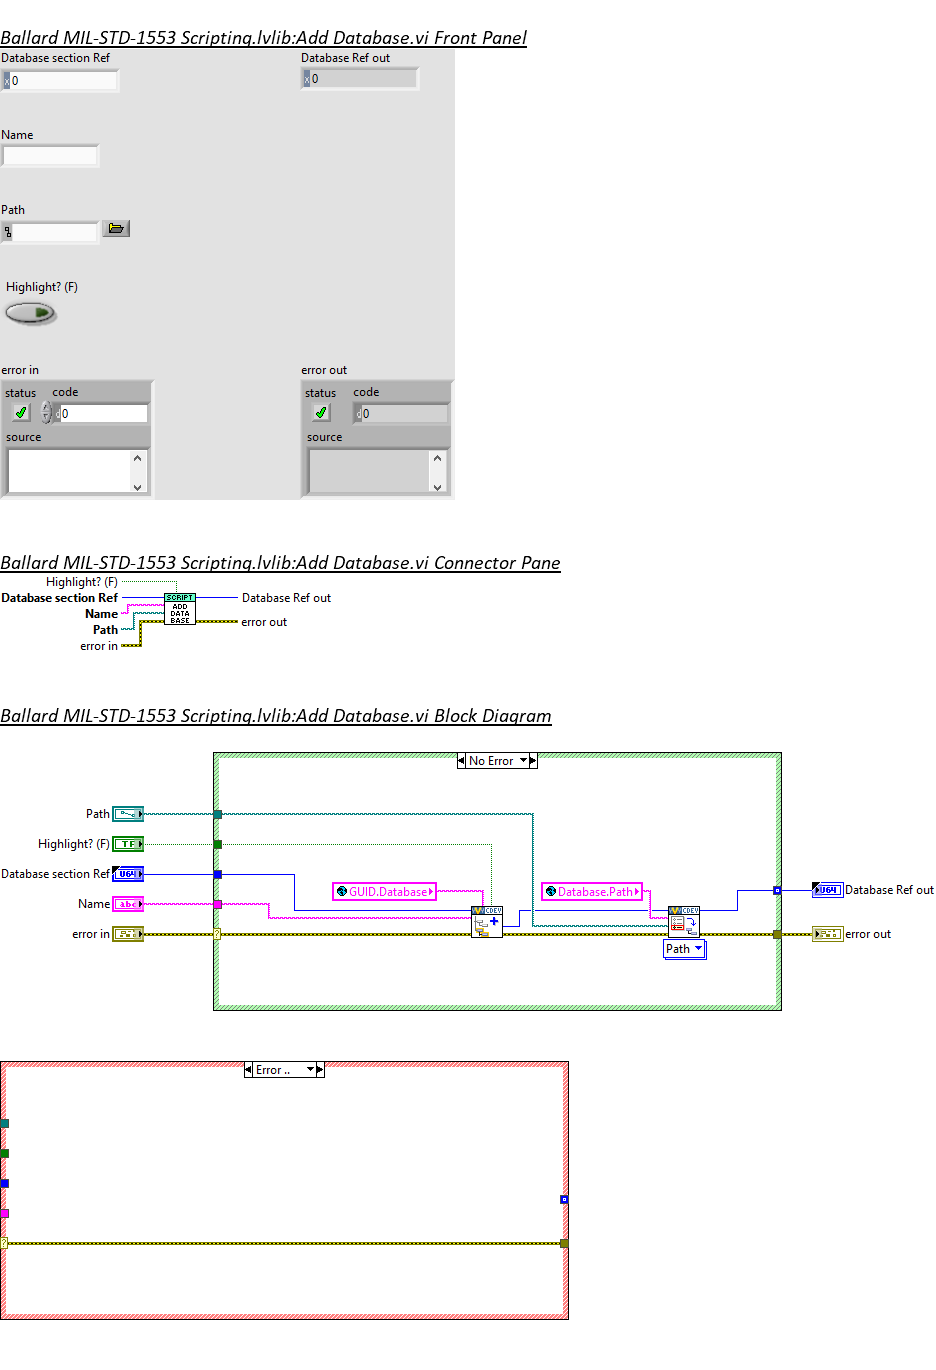 Ballard MIL-STD-1553 Scripting.lvlib:Add Database.vi Front Panel
Database section Ref
Database Ref out
x 0
x 0
Name
Path
Highlight? (F)
error in
error out
status code
status code
d 0
d 0
source
source
Ballard MIL-STD-1553 Scripting.lvlib:Add Database.vi Connector Pane
Highlight? (F)
Database section Ref
Database Ref out
SCRIPT
ADD
DATA
BASE
Name
Path
error in
error out
Ballard MIL-STD-1553 Scripting.lvlib:Add Database.vi Block Diagram
No Error
Path
Highlight? (F) TF
Database section Ref U64
GUID.Database
Database.Path
U64 Database Ref out
Name abc
CDEV
CDEV
error in
error out
Path
Error ..
?